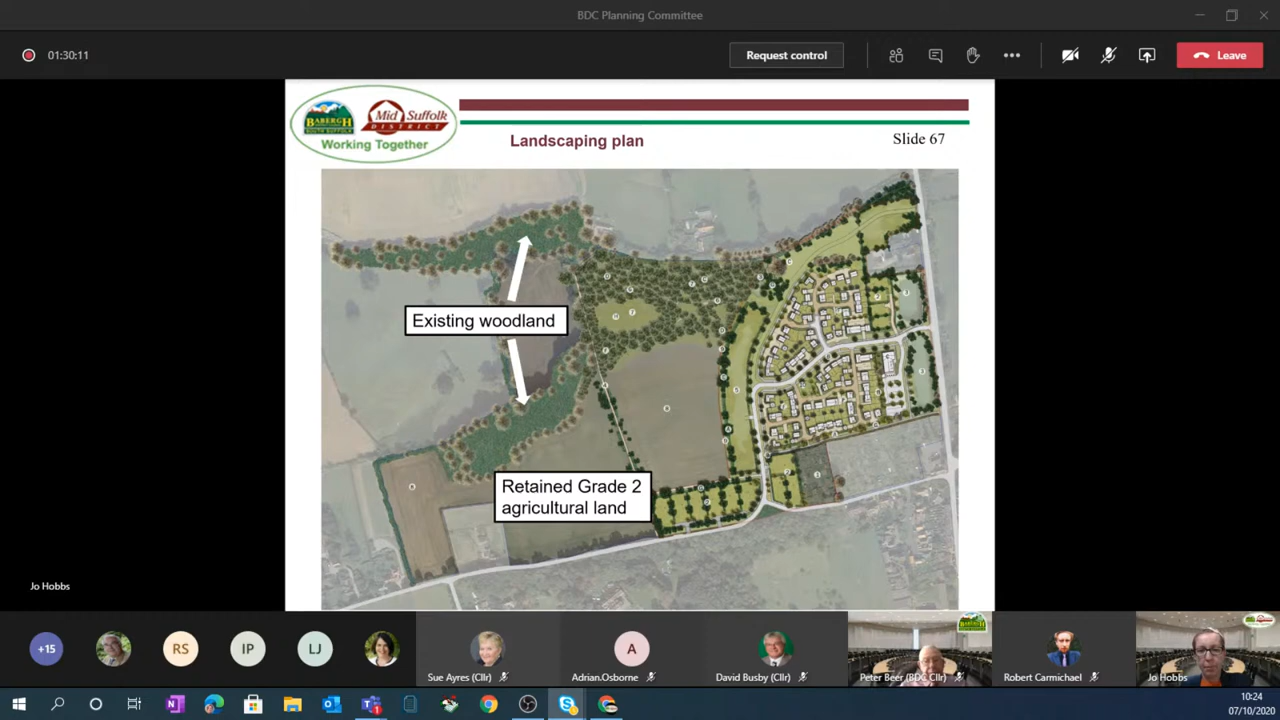 BDC Planning Committee
01:30:11
Request control
Leave
BABERGH
SOUTH SUFFOLK
Mid Suffolk
DISTRICT
Working Together
Landscaping plan
Slide 67
Existing woodland
Retained Grade 2
agricultural land
Jo Hobbs
+15
RS
IP
LJ
A
Sue Ayres (Cllr)
Adrian.Osborne
David Busby (Cllr)
Peter Beer (BDC Cllr)
Robert Carmichael
Jo Hobbs
10:24
07/10/2020